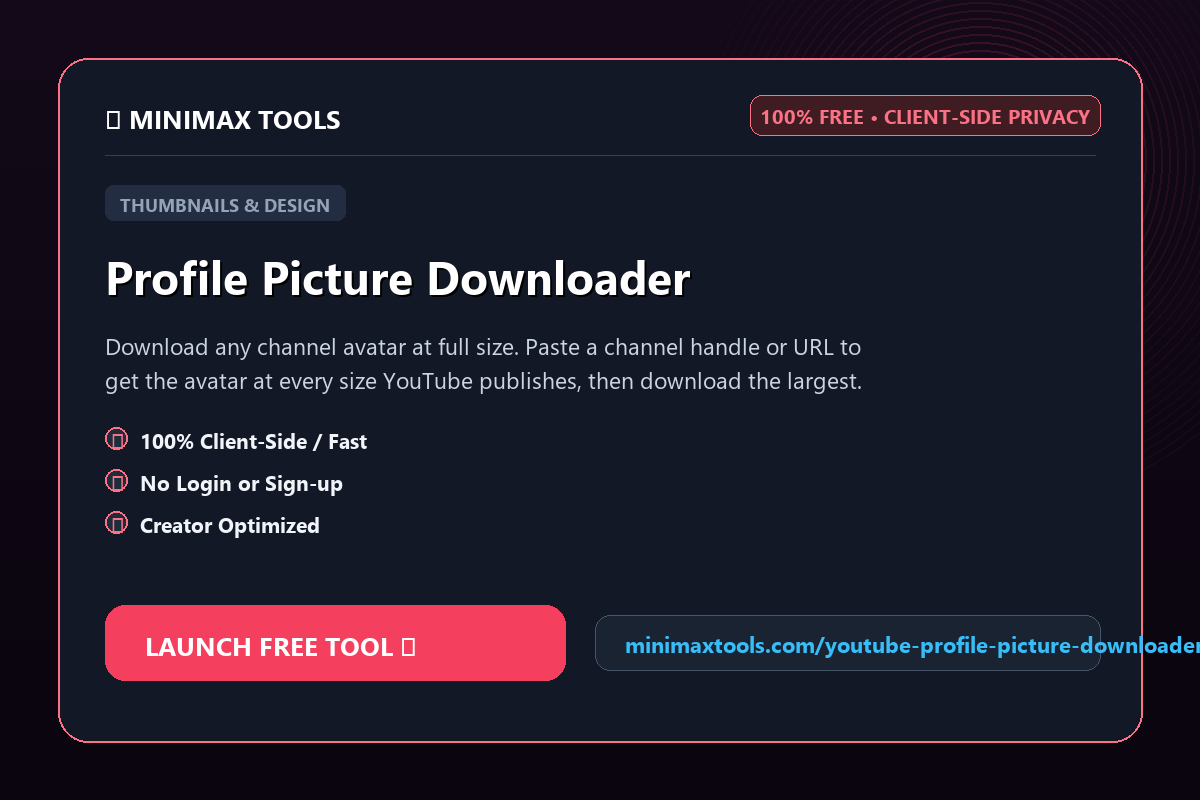 MINIMAX TOOLS
100% FREE • CLIENT-SIDE PRIVACY
THUMBNAILS & DESIGN
Profile Picture Downloader
Download any channel avatar at full size. Paste a channel handle or URL to
get the avatar at every size YouTube publishes, then download the largest.
100% Client-Side / Fast
No Login or Sign-up
Creator Optimized
LAUNCH FREE TOOL
minimaxtools.com/youtube-profile-picture-downloader